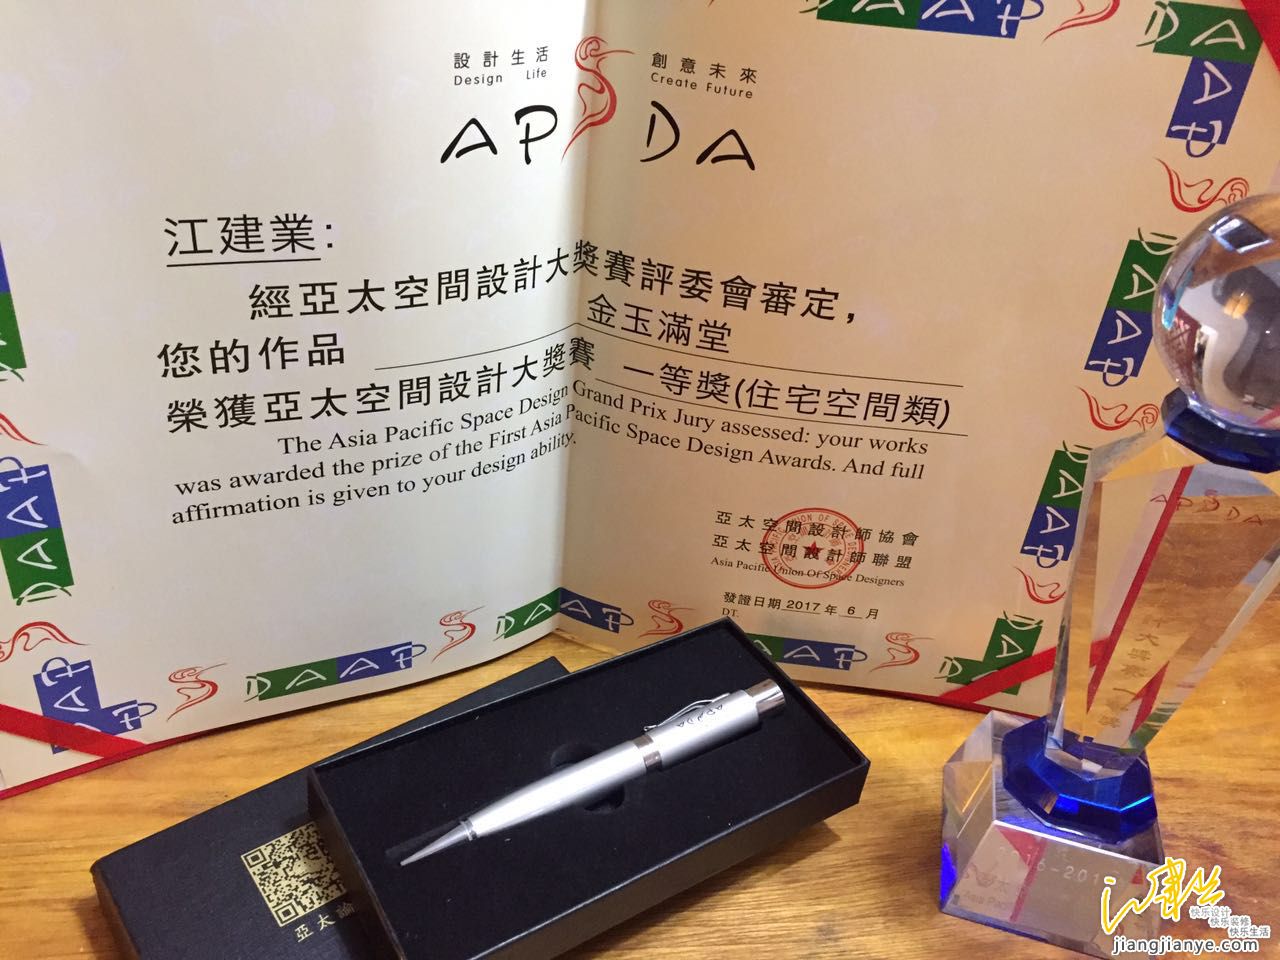 設計生活 創意未來
Design Life Create Future
APSDA
江建業：
經亞太空間設計大獎賽評委會審定，
您的作品 金玉滿堂
榮獲亞太空間設計大獎賽 一等獎(住宅空間類)
The Asia Pacific Space Design Grand Prix Jury assessed: your works
was awarded the prize of the First Asia Pacific Space Design Awards. And full
affirmation is given to your design ability.
亞太空間設計師協會
亞太空間設計師聯盟
Asia Pacific Union Of Space Designers
發證日期 2017 年 6 月
DT.
APSDA
APSDA
亞太論
快乐设计
快乐装修
快乐生活
jiangjianye.com